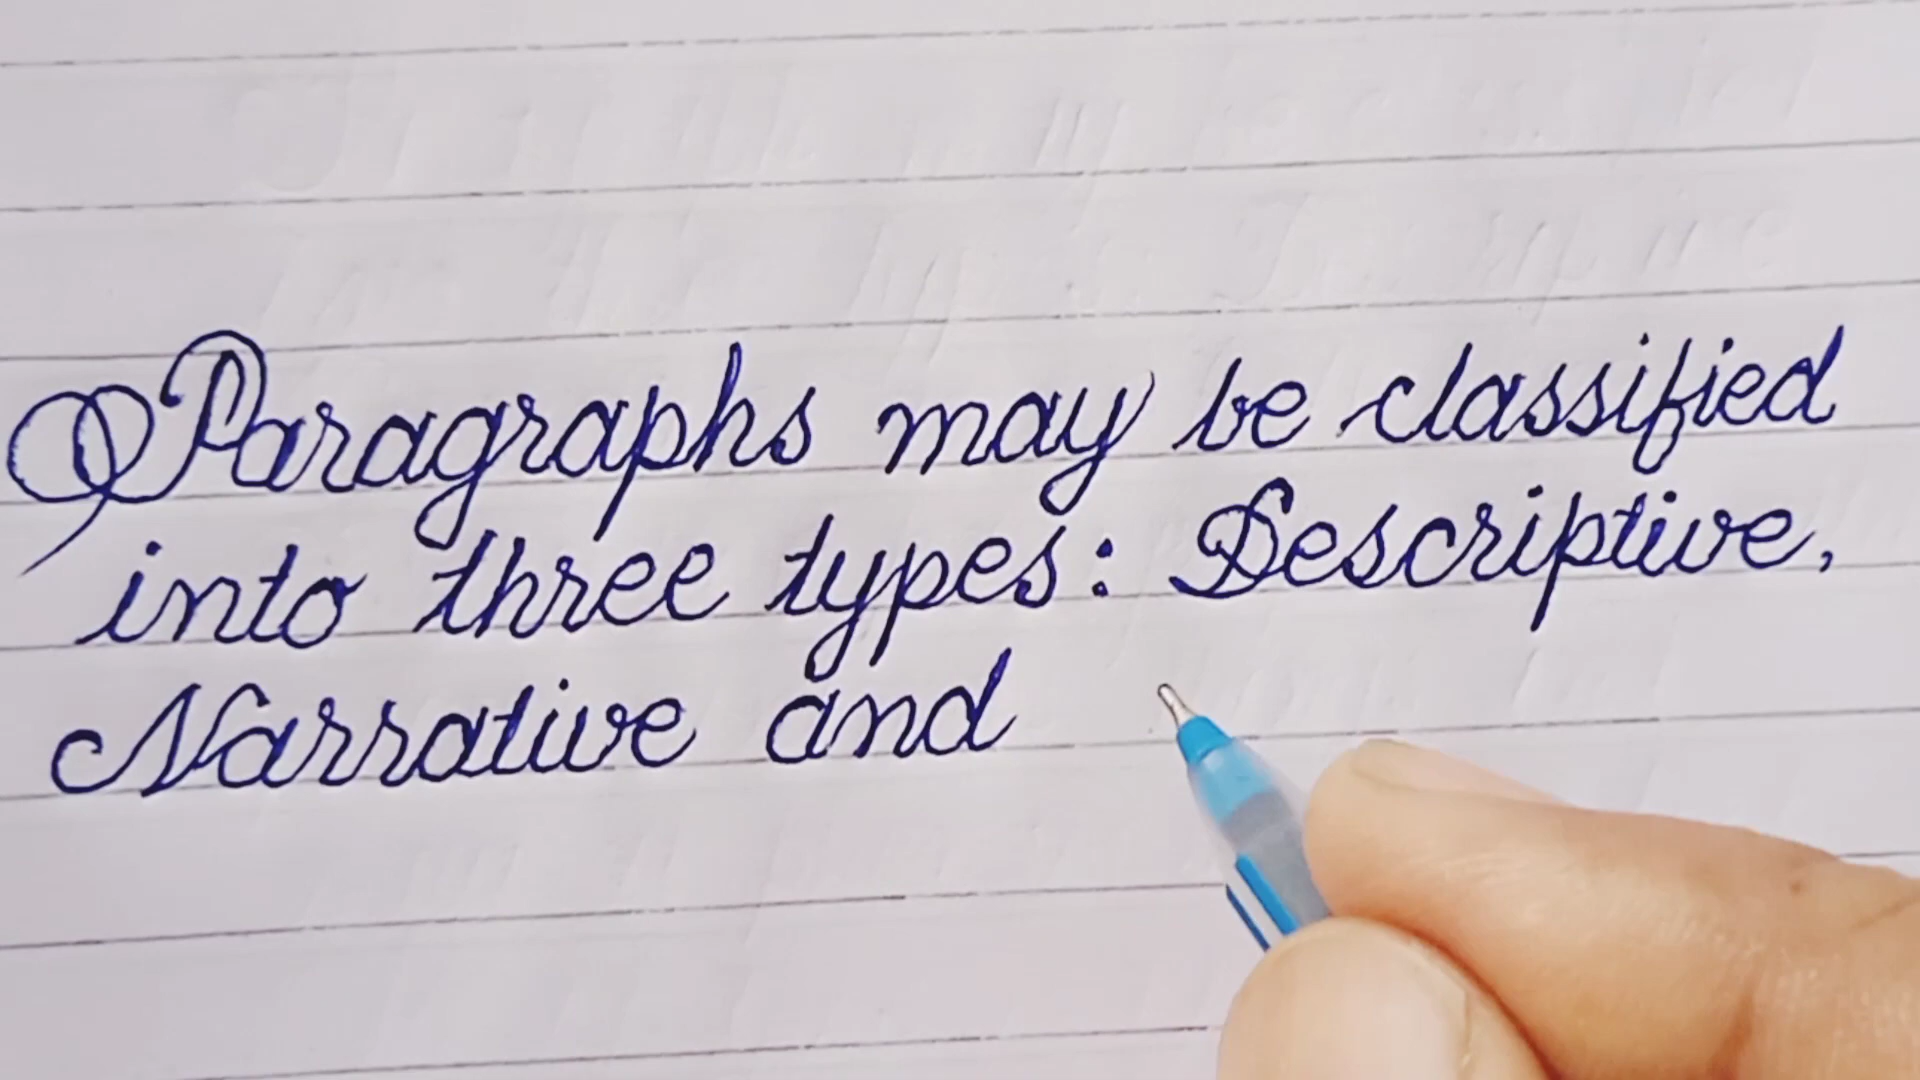 Paragraphs may be classified
into three types: Descriptive,
Narrative and